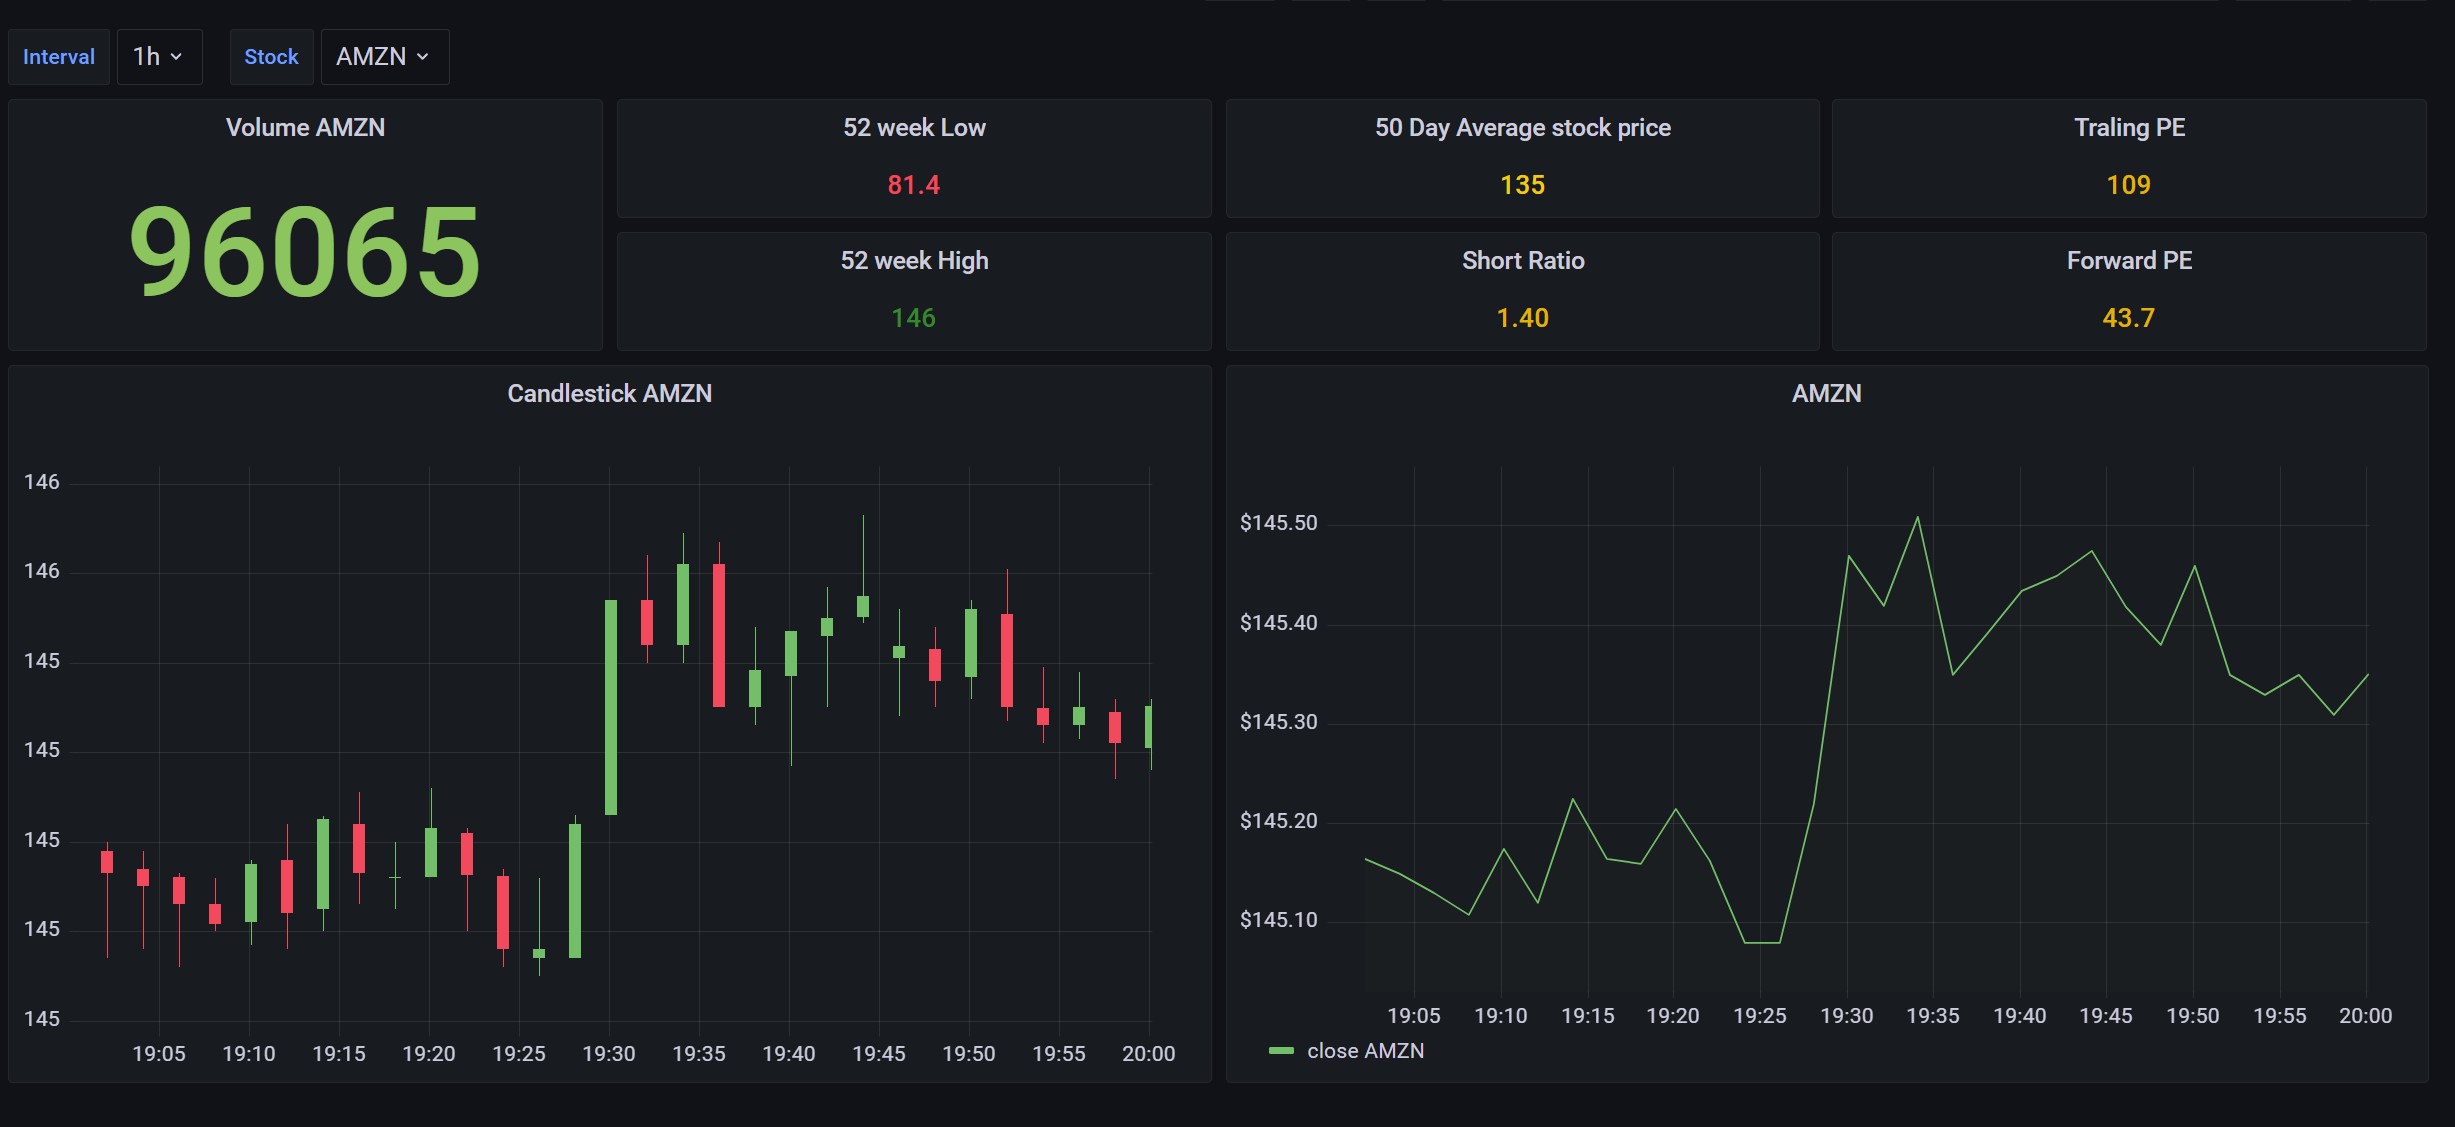 Interval 1h Stock AMZN
Volume AMZN
96065
52 week Low
81.4
50 Day Average stock price
135
Traling PE
109
52 week High
146
Short Ratio
1.40
Forward PE
43.7
Candlestick AMZN
146
146
145
145
145
145
145
19:05 19:10 19:15 19:20 19:25 19:30 19:35 19:40 19:45 19:50 19:55 20:00
AMZN
$145.50
$145.40
$145.30
$145.20
$145.10
19:05 19:10 19:15 19:20 19:25 19:30 19:35 19:40 19:45 19:50 19:55 20:00
close AMZN